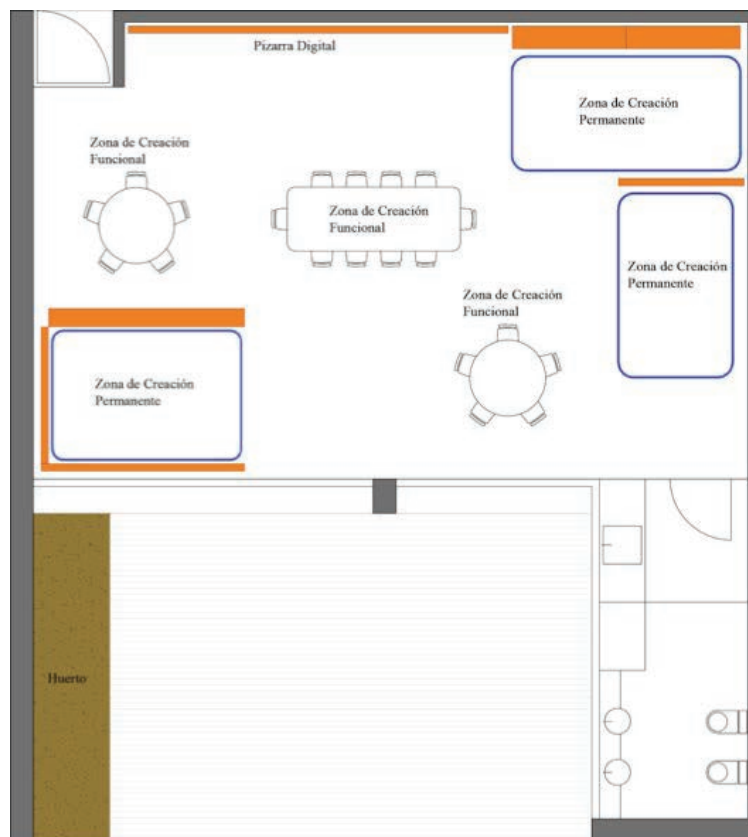 Pizarra Digital
Zona de Creación
Permanente
Zona de Creación
Funcional
Zona de Creación
Funcional
Zona de Creación
Permanente
Zona de Creación
Funcional
Zona de Creación
Permanente
Huerto